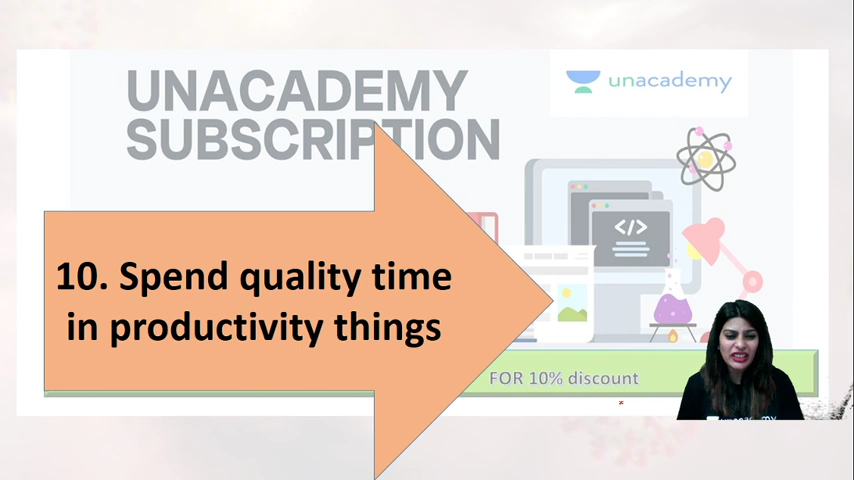 UNACADEMY
SUBSCRIPTION
unacademy
</>
10. Spend quality time
in productivity things
FOR 10% discount